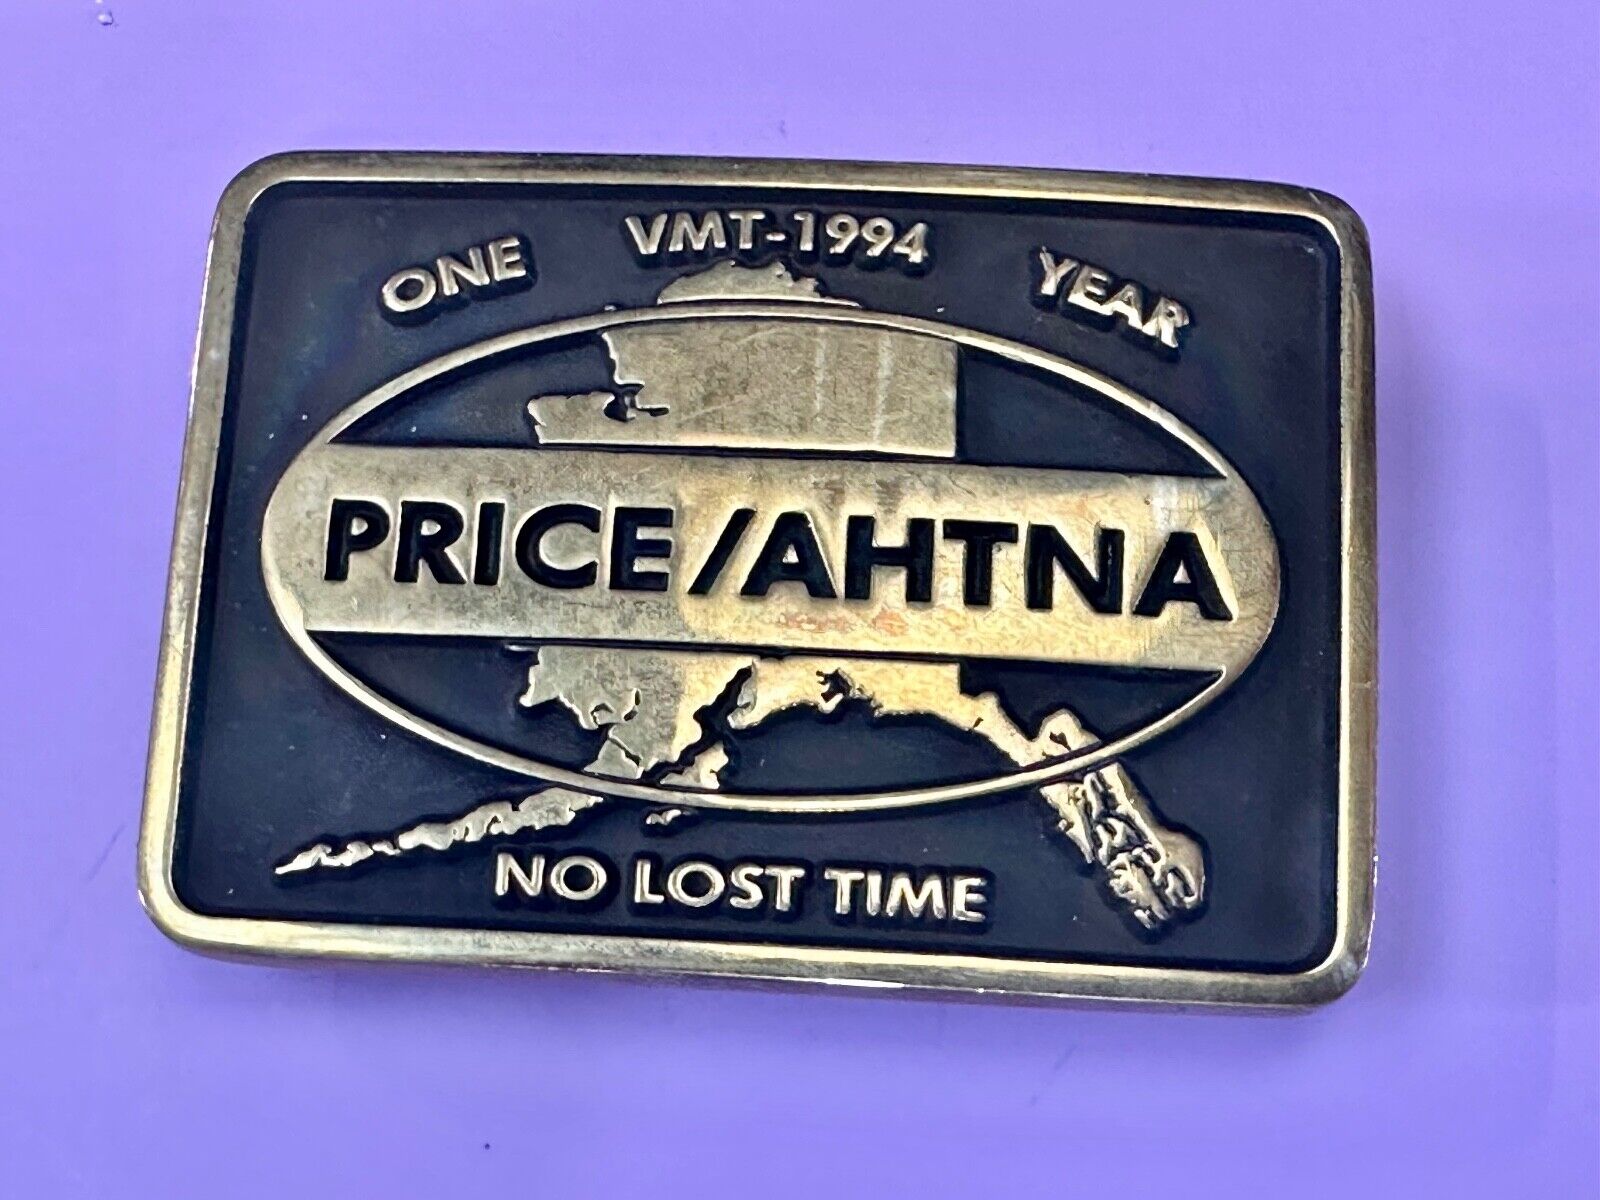 VMT-1994
ONE YEAR
PRICE/AHTNA
NO LOST TIME